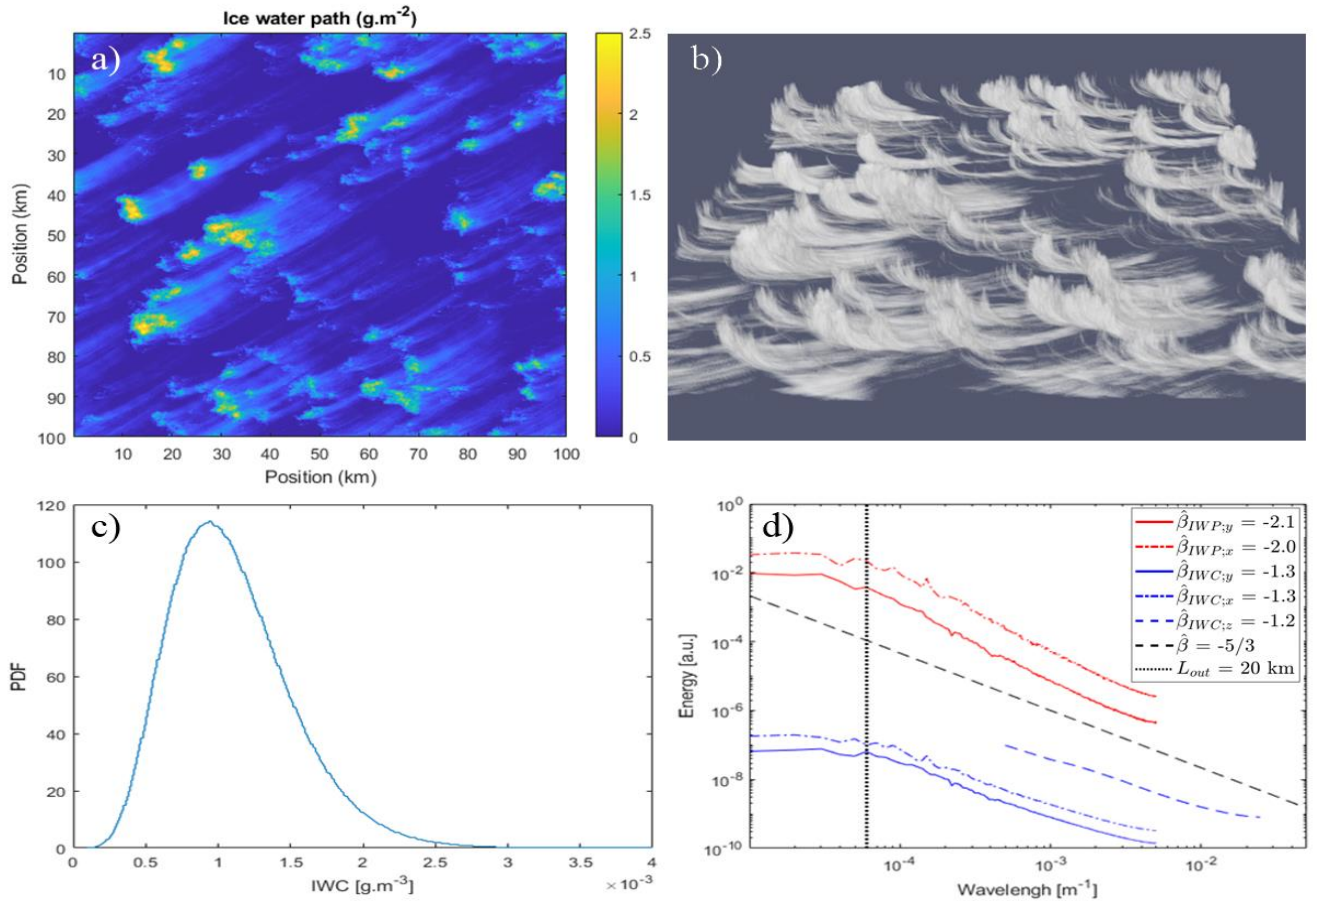 Ice water path (g.m-2)
a)
b)
2.5
2
1.5
1
0.5
0
10
20
30
40
50
60
70
80
90
100
Position (km)
10 20 30 40 50 60 70 80 90 100
Position (km)
c)
120
100
80
60
40
20
0
PDF
0 0.5 1 1.5 2 2.5 3 3.5 4
IWC [g.m-3]
× 10-3
d)
100
10-2
10-4
10-6
10-8
10-10
Energy [a.u.]
10-4 10-3 10-2
Wavelengh [m-1]
β̂IWP;y = -2.1
β̂IWP;x = -2.0
β̂IWC;y = -1.3
β̂IWC;x = -1.3
β̂IWC;z = -1.2
β̂ = -5/3
Lout = 20 km